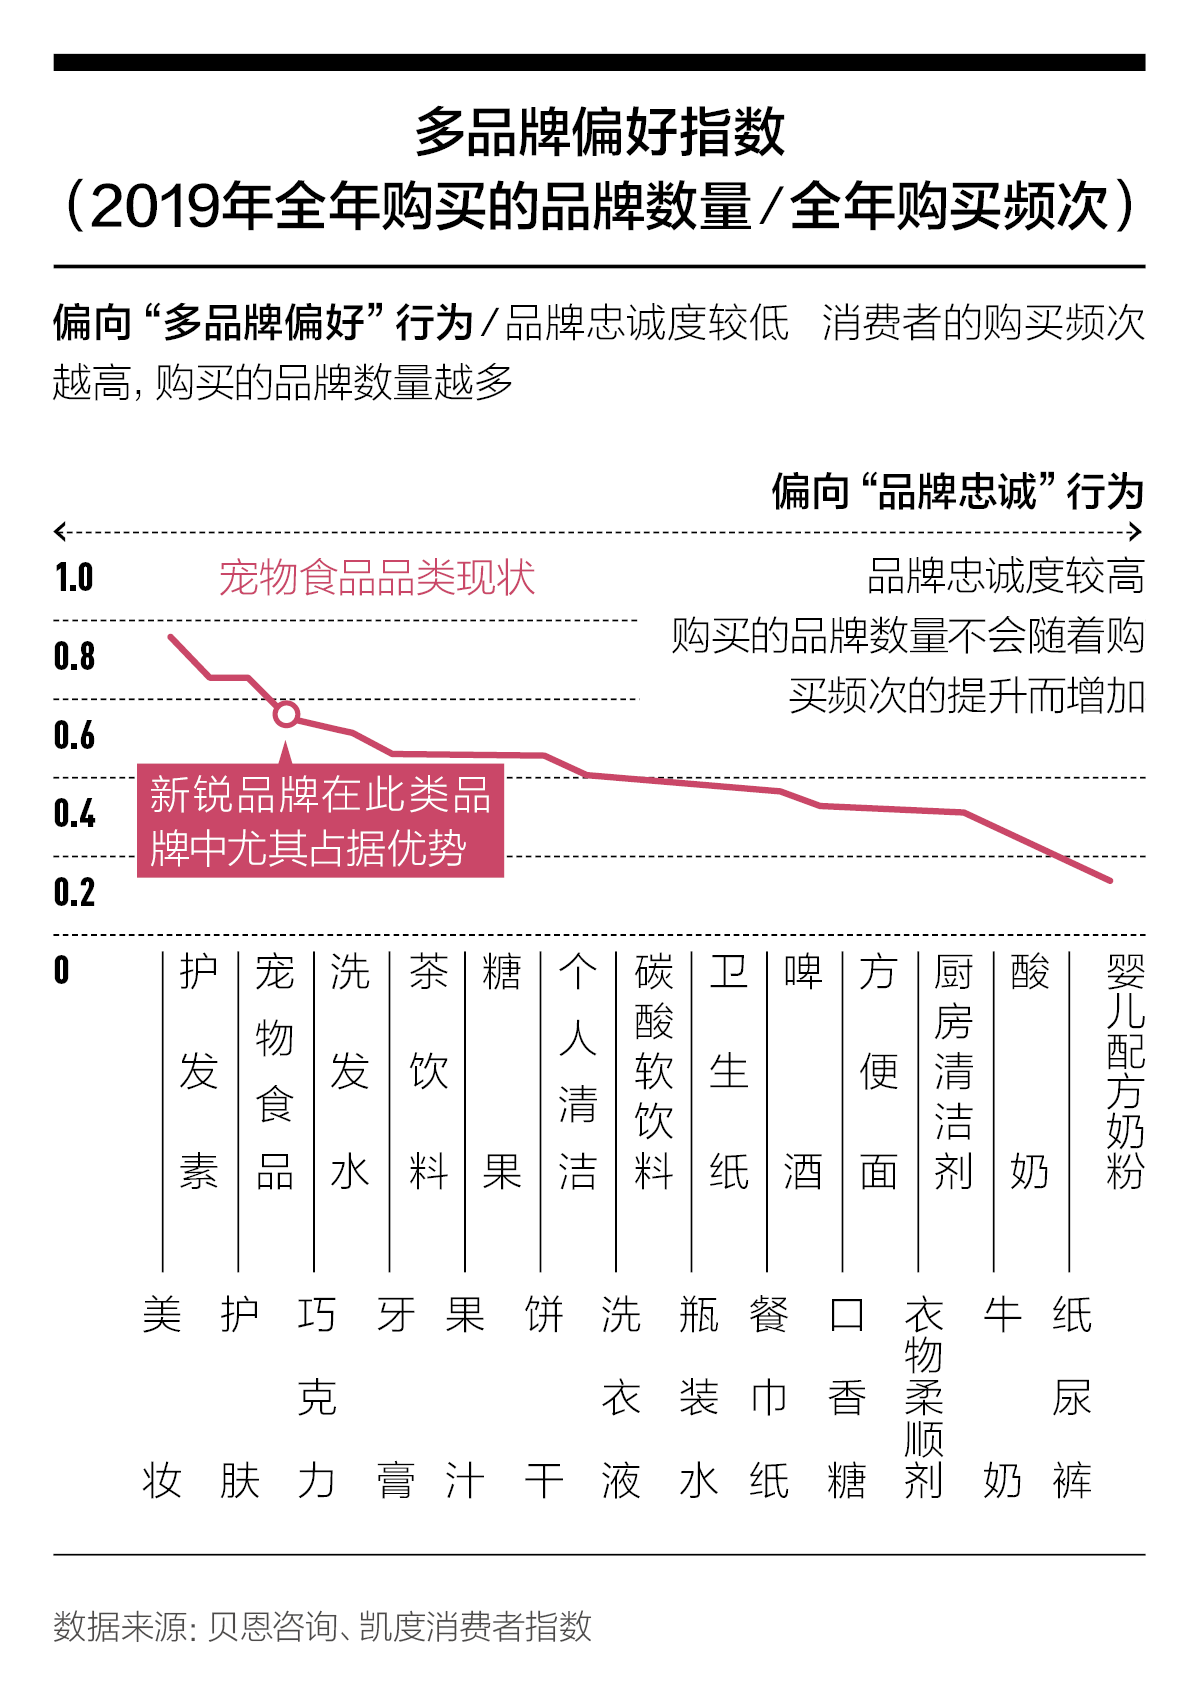 多品牌偏好指数
（2019年全年购买的品牌数量/全年购买频次）
偏向“多品牌偏好”行为/品牌忠诚度较低 消费者的购买频次
越高，购买的品牌数量越多
偏向“品牌忠诚”行为
1.0
宠物食品品类现状
品牌忠诚度较高
购买的品牌数量不会随着购
买频次的提升而增加
0.8
0.6
新锐品牌在此类品
牌中尤其占据优势
0.4
0.2
0
护发素
宠物食品
洗发水
茶饮料
糖果
个人清洁
碳酸软饮料
卫生纸
啤酒
方便面
厨房清洁剂
酸奶
婴儿配方奶粉
美妆
护肤
巧克力
牙膏
果汁
饼干
洗衣液
瓶装水
餐巾纸
口香糖
衣物柔顺剂
牛奶
纸尿裤
数据来源：贝恩咨询、凯度消费者指数